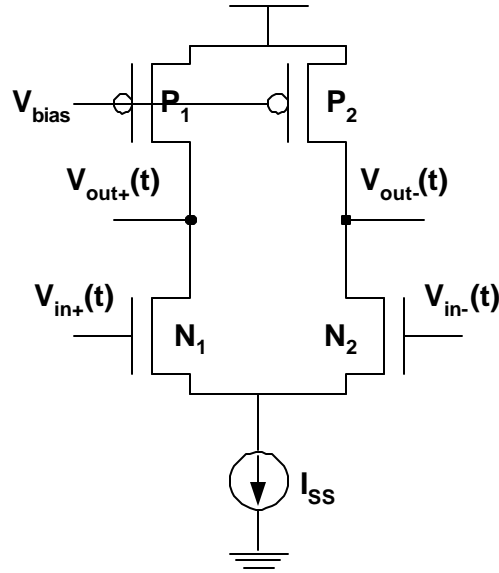 V_bias
P_1
P_2
V_out+(t)
V_out-(t)
V_in+(t)
V_in-(t)
N_1
N_2
I_SS